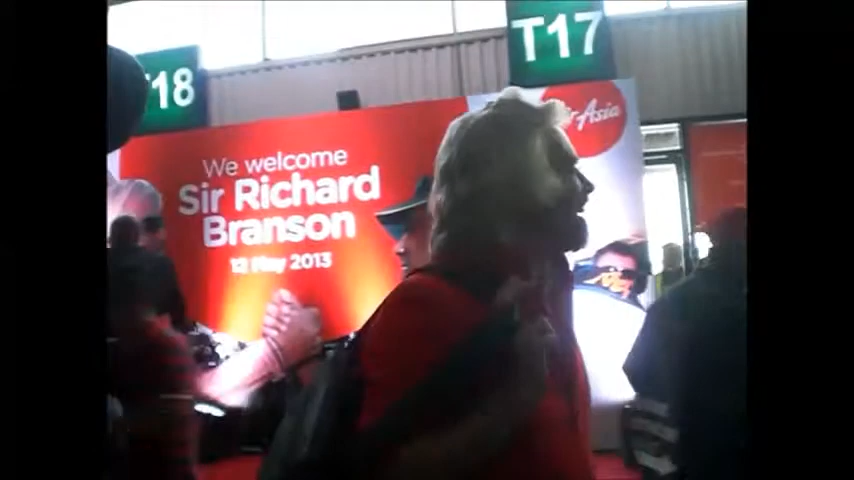 T18
T17
AirAsia
We welcome
Sir Richard
Branson
12 May 2013